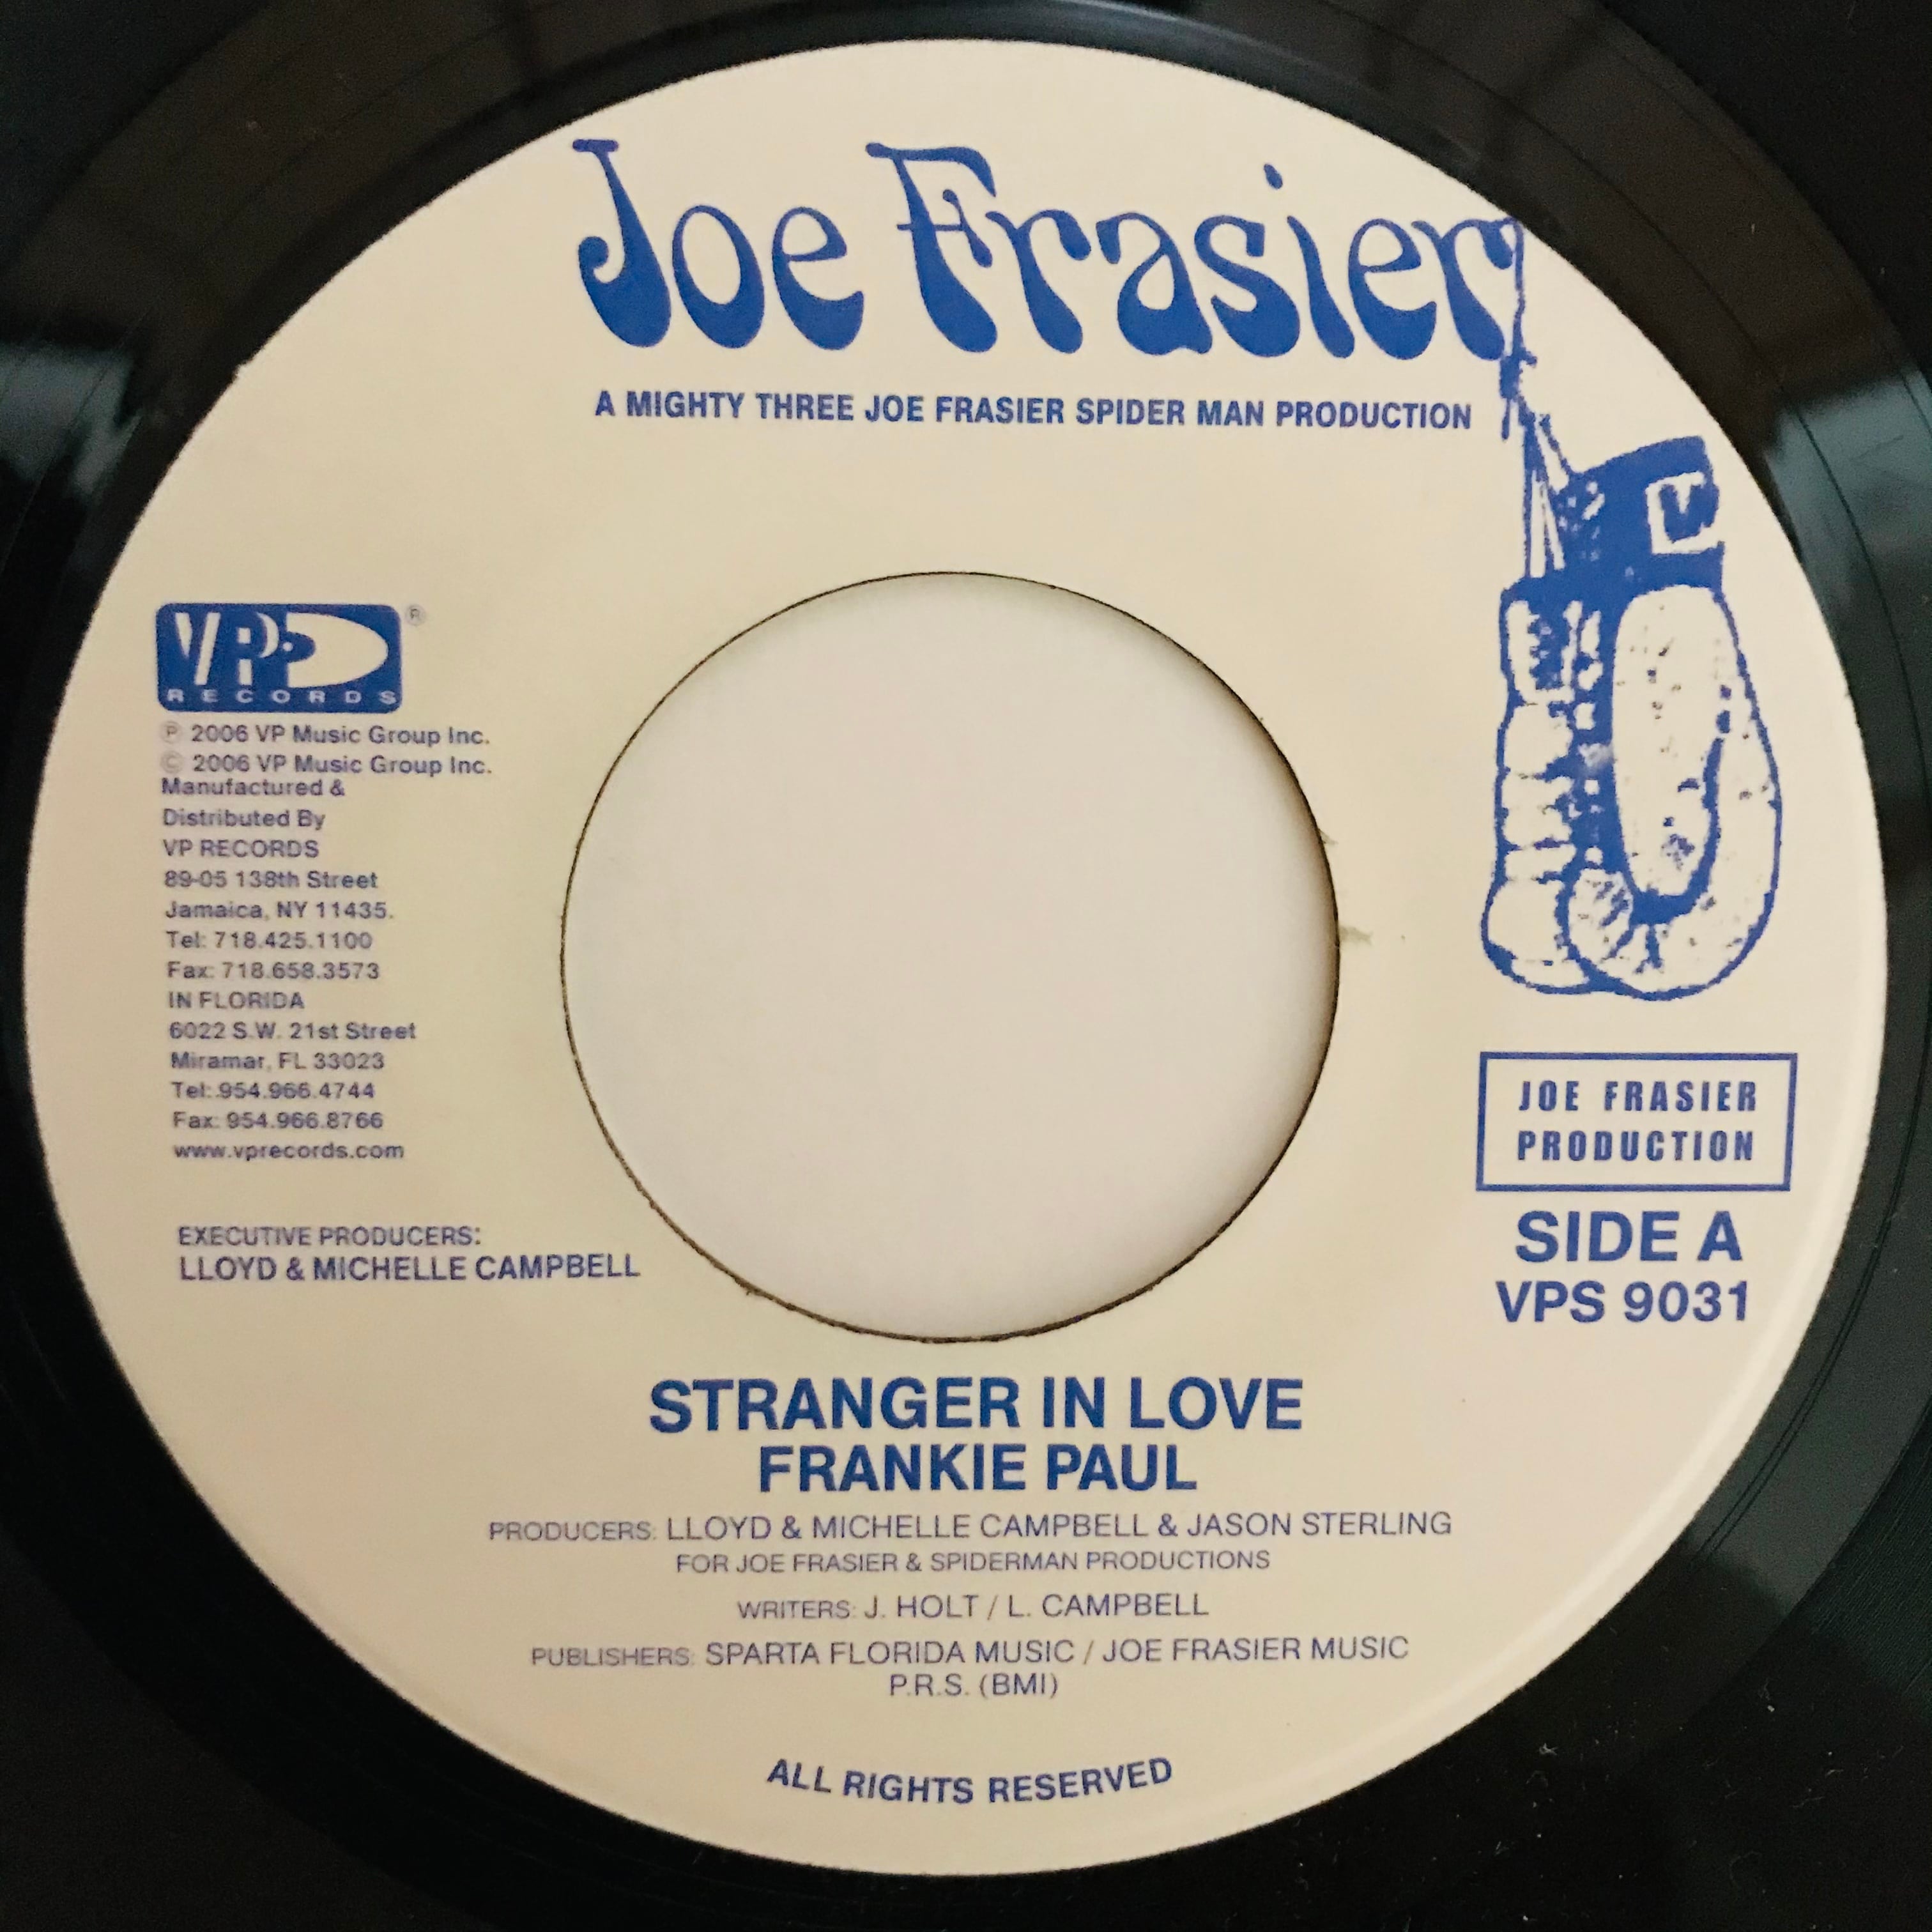 Joe Frasier
A MIGHTY THREE JOE FRASIER SPIDER MAN PRODUCTION
V
VP
RECORDS
®
℗ 2006 VP Music Group Inc.
© 2006 VP Music Group Inc.
Manufactured &
Distributed By
VP RECORDS
89-05 138th Street
Jamaica, NY 11435.
Tel: 718.425.1100
Fax: 718.658.3573
IN FLORIDA
6022 S.W. 21st Street
Miramar, FL 33023
Tel: 954.966.4744
Fax: 954.966.8766
www.vprecords.com
EXECUTIVE PRODUCERS:
LLOYD & MICHELLE CAMPBELL
JOE FRASIER
PRODUCTION
SIDE A
VPS 9031
STRANGER IN LOVE
FRANKIE PAUL
PRODUCERS: LLOYD & MICHELLE CAMPBELL & JASON STERLING
FOR JOE FRASIER & SPIDERMAN PRODUCTIONS
WRITERS: J. HOLT / L. CAMPBELL
PUBLISHERS: SPARTA FLORIDA MUSIC / JOE FRASIER MUSIC
P.R.S. (BMI)
ALL RIGHTS RESERVED